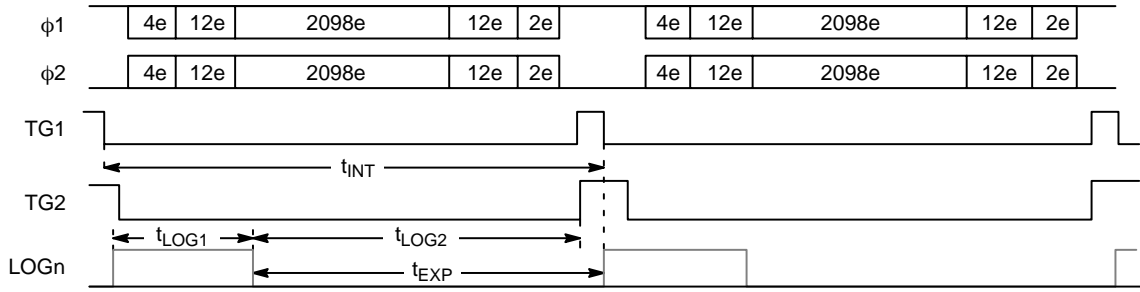 ϕ1 4e 12e 2098e 12e 2e 4e 12e 2098e 12e 2e
ϕ2 4e 12e 2098e 12e 2e 4e 12e 2098e 12e 2e
TG1
tINT
TG2
tLOG1 tLOG2
LOGn
tEXP